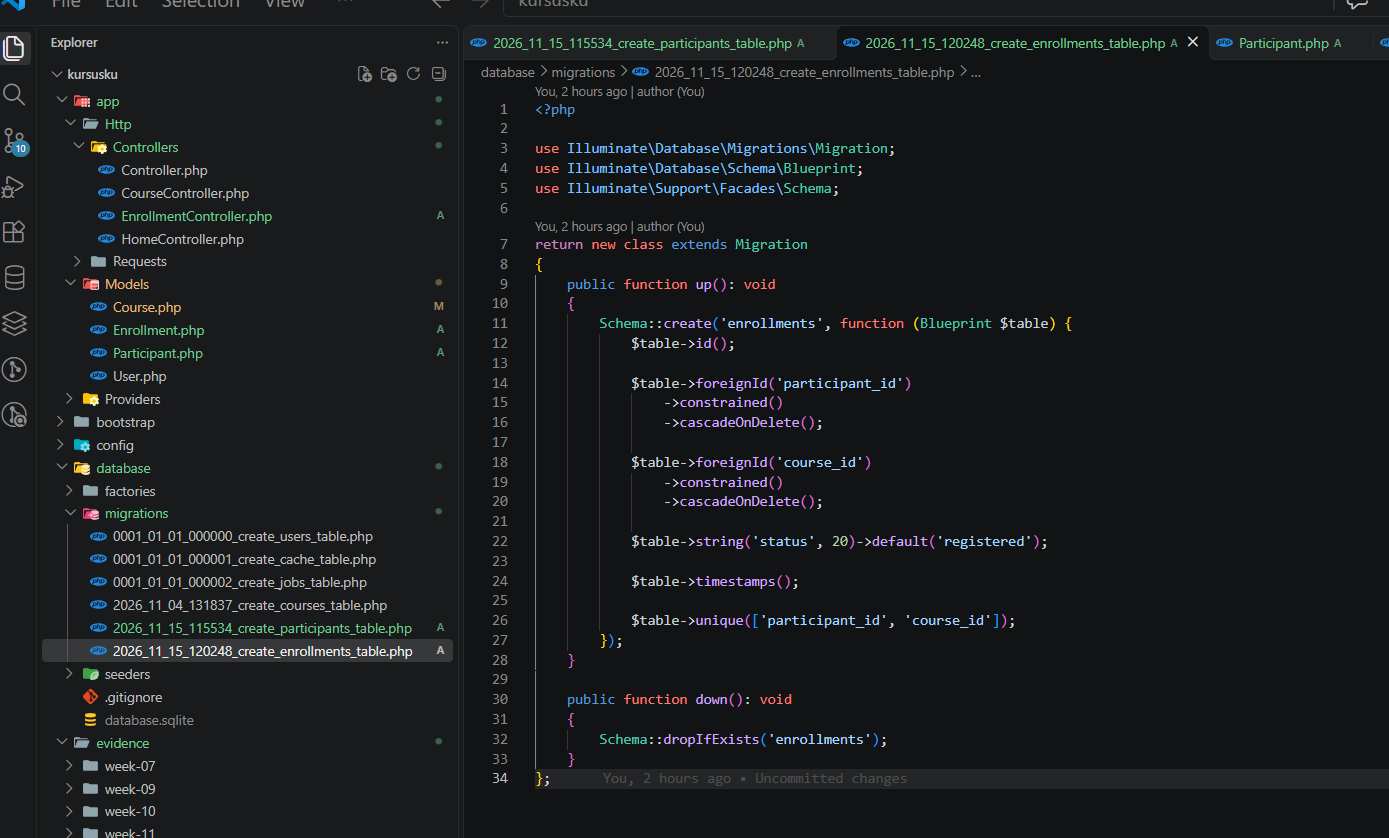 File Edit Selection View ... kursusku
Explorer ...
kursusku
app
Http
Controllers
Controller.php
CourseController.php
EnrollmentController.php A
HomeController.php
Requests
Models
Course.php M
Enrollment.php A
Participant.php A
User.php
Providers
bootstrap
config
database
factories
migrations
0001_01_01_000000_create_users_table.php
0001_01_01_000001_create_cache_table.php
0001_01_01_000002_create_jobs_table.php
2026_11_04_131837_create_courses_table.php
2026_11_15_115534_create_participants_table.php A
2026_11_15_120248_create_enrollments_table.php A
seeders
.gitignore
database.sqlite
evidence
week-07
week-09
week-10
week-11
10
php 2026_11_15_115534_create_participants_table.php A
php 2026_11_15_120248_create_enrollments_table.php A
php Participant.php A
database > migrations > php 2026_11_15_120248_create_enrollments_table.php > ...
You, 2 hours ago | author (You)
1 <?php
2
3 use Illuminate\Database\Migrations\Migration;
4 use Illuminate\Database\Schema\Blueprint;
5 use Illuminate\Support\Facades\Schema;
6
You, 2 hours ago | author (You)
7 return new class extends Migration
8 {
9 public function up(): void
10 {
11 Schema::create('enrollments', function (Blueprint $table) {
12 $table->id();
13
14 $table->foreignId('participant_id')
15 ->constrained()
16 ->cascadeOnDelete();
17
18 $table->foreignId('course_id')
19 ->constrained()
20 ->cascadeOnDelete();
21
22 $table->string('status', 20)->default('registered');
23
24 $table->timestamps();
25
26 $table->unique(['participant_id', 'course_id']);
27 });
28 }
29
30 public function down(): void
31 {
32 Schema::dropIfExists('enrollments');
33 }
34 }; You, 2 hours ago • Uncommitted changes